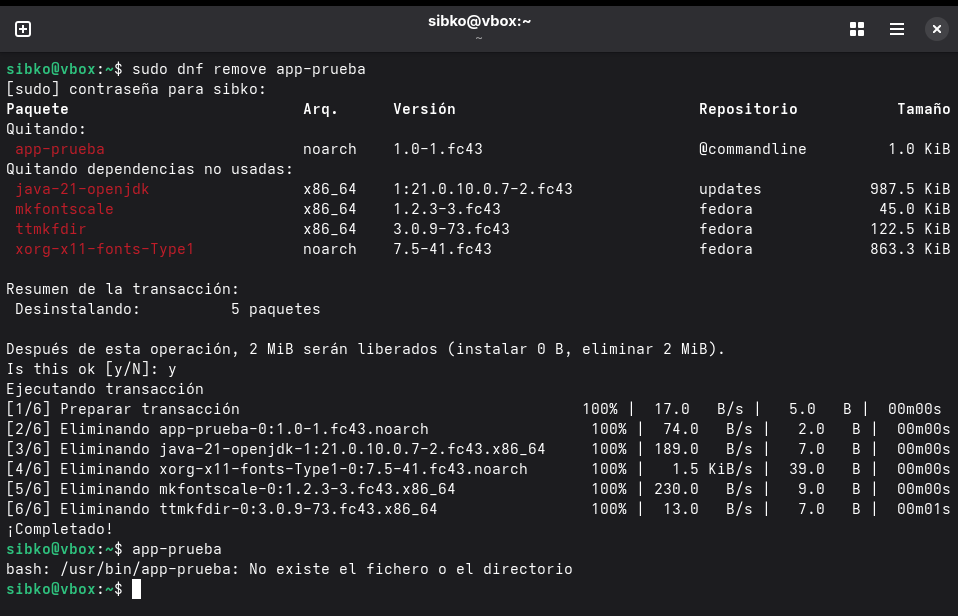 sibko@vbox:~
~
sibko@vbox:~$ sudo dnf remove app-prueba
[sudo] contraseña para sibko:
Paquete Arq. Versión Repositorio Tamaño
Quitando:
app-prueba noarch 1.0-1.fc43 @commandline 1.0 KiB
Quitando dependencias no usadas:
java-21-openjdk x86_64 1:21.0.10.0.7-2.fc43 updates 987.5 KiB
mkfontscale x86_64 1.2.3-3.fc43 fedora 45.0 KiB
ttmkfdir x86_64 3.0.9-73.fc43 fedora 122.5 KiB
xorg-x11-fonts-Type1 noarch 7.5-41.fc43 fedora 863.3 KiB
Resumen de la transacción:
Desinstalando: 5 paquetes
Después de esta operación, 2 MiB serán liberados (instalar 0 B, eliminar 2 MiB).
Is this ok [y/N]: y
Ejecutando transacción
[1/6] Preparar transacción 100% | 17.0 B/s | 5.0 B | 00m00s
[2/6] Eliminando app-prueba-0:1.0-1.fc43.noarch 100% | 74.0 B/s | 2.0 B | 00m00s
[3/6] Eliminando java-21-openjdk-1:21.0.10.0.7-2.fc43.x86_64 100% | 189.0 B/s | 7.0 B | 00m00s
[4/6] Eliminando xorg-x11-fonts-Type1-0:7.5-41.fc43.noarch 100% | 1.5 KiB/s | 39.0 B | 00m00s
[5/6] Eliminando mkfontscale-0:1.2.3-3.fc43.x86_64 100% | 230.0 B/s | 9.0 B | 00m00s
[6/6] Eliminando ttmkfdir-0:3.0.9-73.fc43.x86_64 100% | 13.0 B/s | 7.0 B | 00m01s
¡Completado!
sibko@vbox:~$ app-prueba
bash: /usr/bin/app-prueba: No existe el fichero o el directorio
sibko@vbox:~$